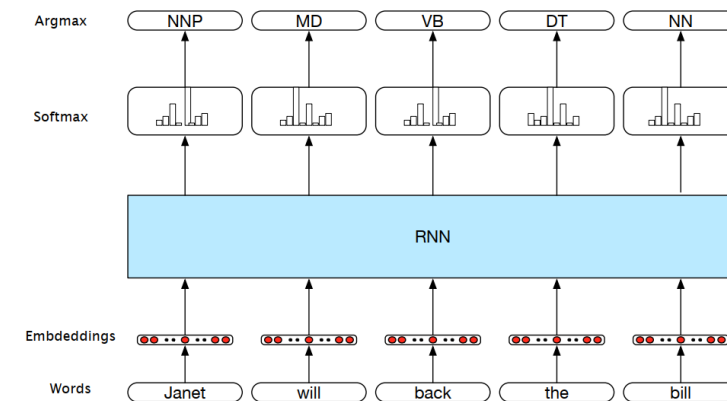 Argmax NNP MD VB DT NN
Softmax
RNN
Embdeddings
Words Janet will back the bill